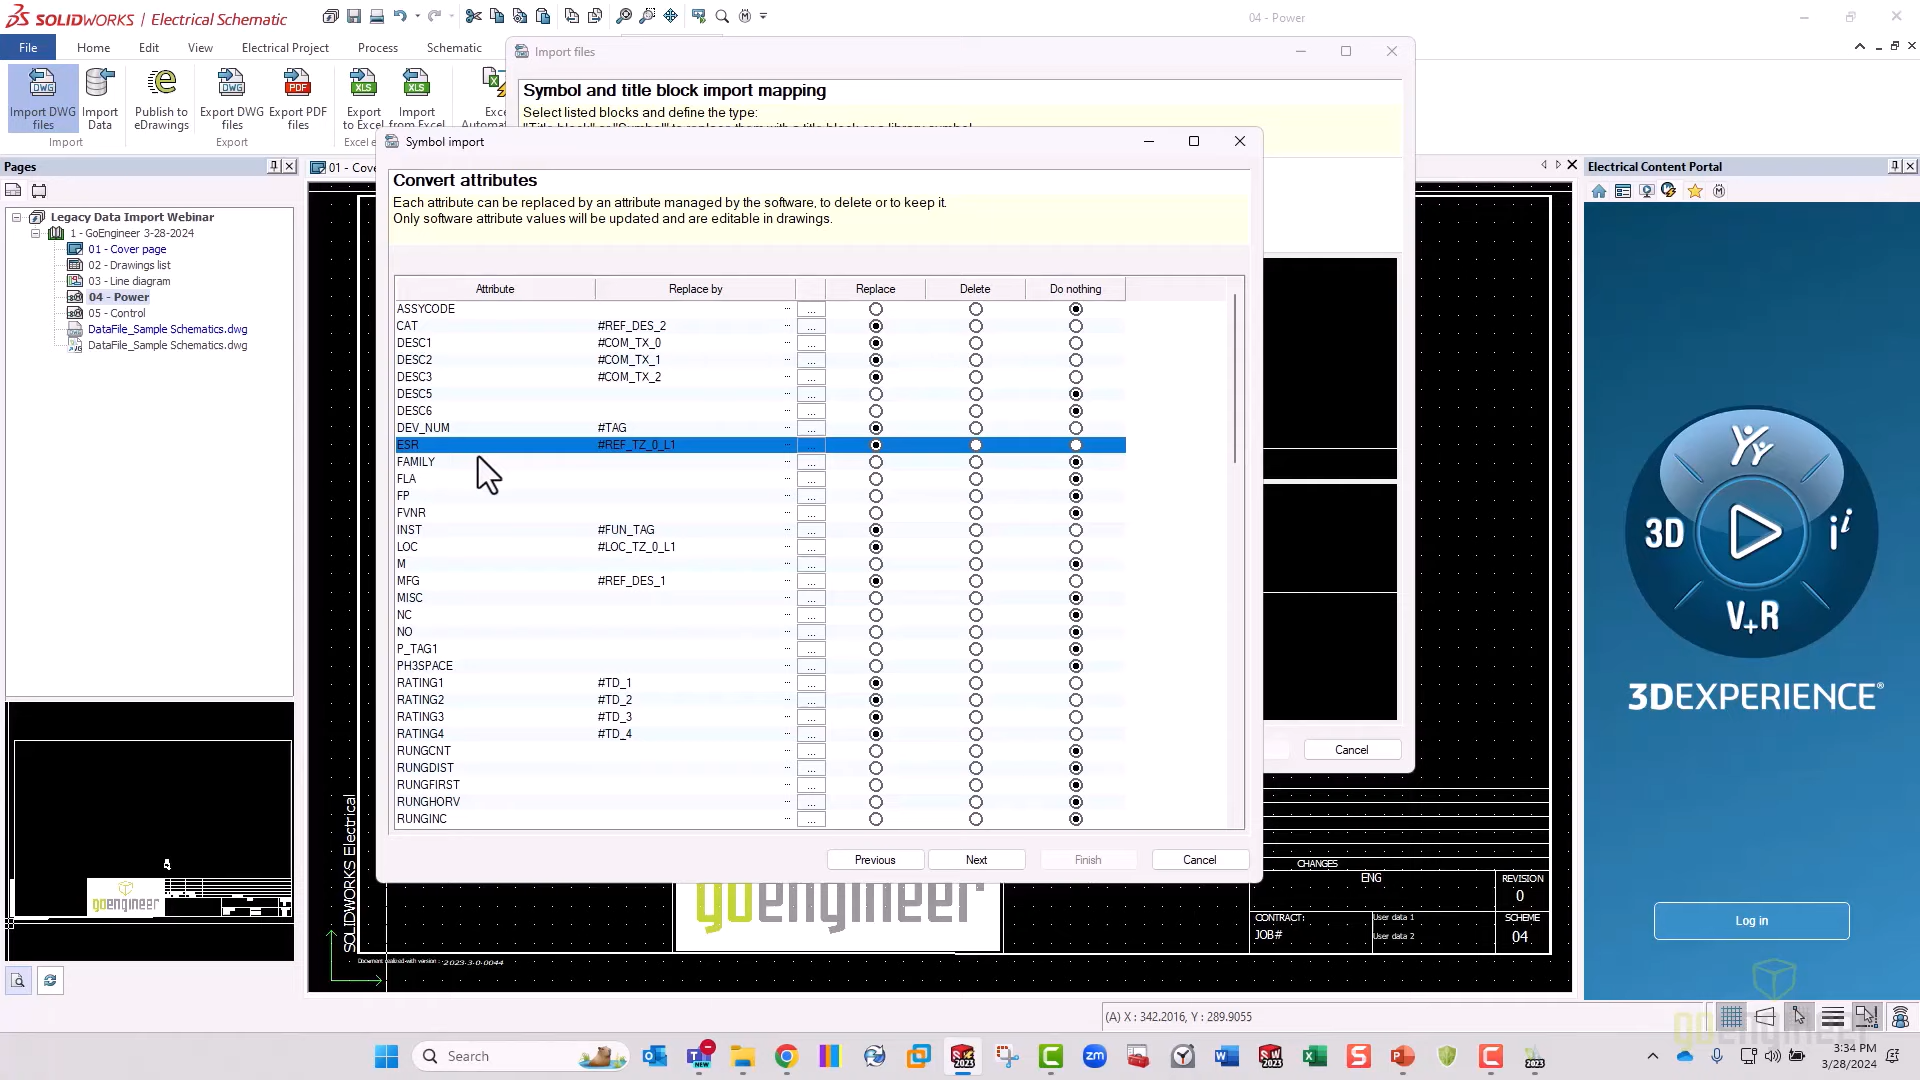 SOLIDWORKS | Electrical Schematic
04 - Power
File
Home
Edit
View
Electrical Project
Process
Schematic
Import DWG files
Import Data
Publish to eDrawings
Export DWG files
Export PDF files
Export to Excel
Import from Excel
Import
Export
Import files
Symbol and title block import mapping
Select listed blocks and define the type:
Pages
01 - Cove
Legacy Data Import Webinar
1 - GoEngineer 3-28-2024
01 - Cover page
02 - Drawings list
03 - Line diagram
04 - Power
05 - Control
DataFile_Sample Schematics.dwg
DataFile_Sample Schematics.dwg
Symbol import
Convert attributes
Each attribute can be replaced by an attribute managed by the software, to delete or to keep it.
Only software attribute values will be updated and are editable in drawings.
Attribute Replace by ... Replace Delete Do nothing
ASSYCODE ...
CAT #REF_DES_2 ...
DESC1 #COM_TX_0 ...
DESC2 #COM_TX_1 ...
DESC3 #COM_TX_2 ...
DESC5 ...
DESC6 ...
DEV_NUM #TAG ...
ESR #REF_TZ_0_L1 ...
FAMILY ...
FLA ...
FP ...
FVNR ...
INST #FUN_TAG ...
LOC #LOC_TZ_0_L1 ...
M ...
MFG #REF_DES_1 ...
MISC ...
NC ...
NO ...
P_TAG1 ...
PH3SPACE ...
RATING1 #TD_1 ...
RATING2 #TD_2 ...
RATING3 #TD_3 ...
RATING4 #TD_4 ...
RUNGCNT ...
RUNGDIST ...
RUNGFIRST ...
RUNGHORV ...
RUNGINC ...
Previous
Next
Finish
Cancel
Cancel
Electrical Content Portal
3D
V+R
3DEXPERIENCE
Log in
SOLIDWORKS Electrical
goengineer
goengineer
Document realized with version : 2023.3.0.0044
CHANGES
ENG
REVISION
0
CONTRACT:
JOB#
User data 1
User data 2
SCHEME
04
(A) X : 342.2016, Y : 289.9055
goengineer
Search
3:34 PM
3/28/2024